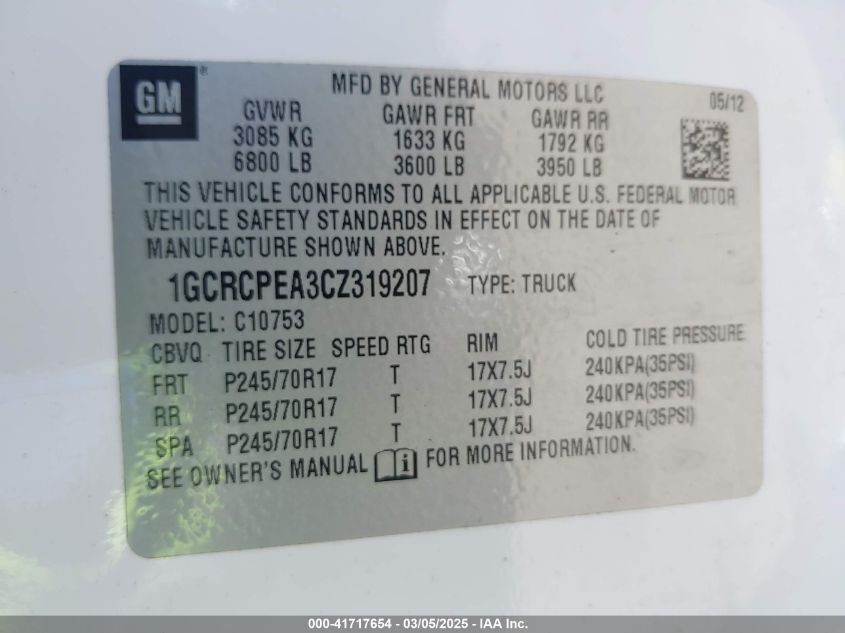 GM ®
MFD BY GENERAL MOTORS LLC 05/12
GVWR GAWR FRT GAWR RR
3085 KG 1633 KG 1792 KG
6800 LB 3600 LB 3950 LB
THIS VEHICLE CONFORMS TO ALL APPLICABLE U.S. FEDERAL MOTOR
VEHICLE SAFETY STANDARDS IN EFFECT ON THE DATE OF
MANUFACTURE SHOWN ABOVE.
1GCRCPEA3CZ319207 TYPE: TRUCK
MODEL: C10753
CBVQ TIRE SIZE SPEED RTG RIM COLD TIRE PRESSURE
FRT P245/70R17 T 17X7.5J 240KPA(35PSI)
RR P245/70R17 T 17X7.5J 240KPA(35PSI)
SPA P245/70R17 T 17X7.5J 240KPA(35PSI)
SEE OWNER'S MANUAL FOR MORE INFORMATION.
000-41717654 - 03/05/2025 - IAA Inc.